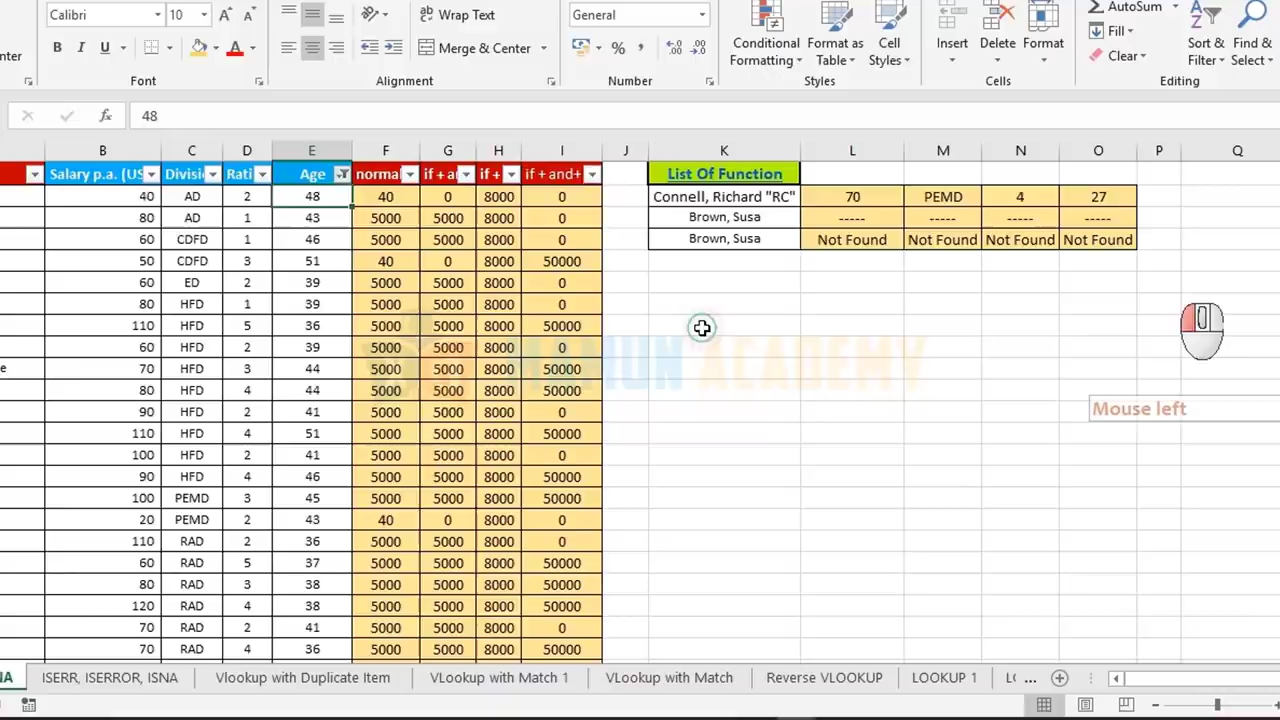 Calibri 10 Wrap Text General AutoSum
nter B I U Merge & Center Conditional Formatting Format as Table Cell Styles Insert Delete Format Fill Clear Sort & Filter Find & Select
Font Alignment Number Styles Cells Editing
fx 48
B C D E F G H I J K L M N O P Q
Salary p.a. (US Divisi Rati Age normal if + a if + if + and+ List Of Function
40 AD 2 48 40 0 8000 0 Connell, Richard "RC" 70 PEMD 4 27
80 AD 1 43 5000 5000 8000 0 Brown, Susa ----- ----- ----- -----
60 CDFD 1 46 5000 5000 8000 0 Brown, Susa Not Found Not Found Not Found Not Found
50 CDFD 3 51 40 0 8000 50000
60 ED 2 39 5000 5000 8000 0
80 HFD 1 39 5000 5000 8000 0
110 HFD 5 36 5000 5000 8000 50000
60 HFD 2 39 5000 5000 8000 0
MAMUN ACADEMY
e 70 HFD 3 44 5000 5000 8000 50000
80 HFD 4 44 5000 5000 8000 50000
90 HFD 2 41 5000 5000 8000 0
Mouse left
110 HFD 4 51 5000 5000 8000 50000
100 HFD 2 41 5000 5000 8000 0
90 HFD 4 46 5000 5000 8000 50000
100 PEMD 3 45 5000 5000 8000 50000
20 PEMD 2 43 40 0 8000 0
110 RAD 2 36 5000 5000 8000 0
60 RAD 5 37 5000 5000 8000 50000
80 RAD 3 38 5000 5000 8000 50000
120 RAD 4 38 5000 5000 8000 50000
70 RAD 2 41 5000 5000 8000 0
70 RAD 4 36 5000 5000 8000 50000
NA ISERR, ISERROR, ISNA Vlookup with Duplicate Item VLookup with Match 1 VLookup with Match Reverse VLOOKUP LOOKUP 1 LO ...